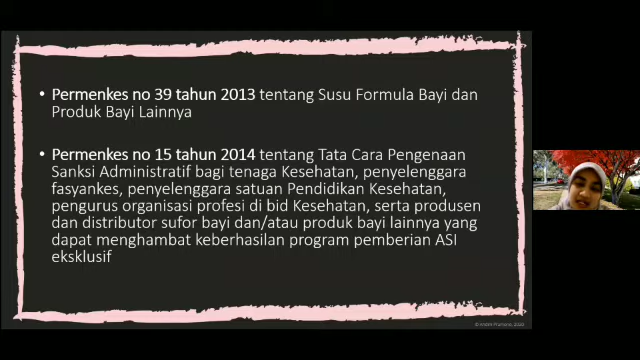 • Permenkes no 39 tahun 2013 tentang Susu Formula Bayi dan
Produk Bayi Lainnya
• Permenkes no 15 tahun 2014 tentang Tata Cara Pengenaan
Sanksi Administratif bagi tenaga Kesehatan, penyelenggara
fasyankes, penyelenggara satuan Pendidikan Kesehatan,
pengurus organisasi profesi di bid Kesehatan, serta produsen
dan distributor sufor bayi dan/atau produk bayi lainnya yang
dapat menghambat keberhasilan program pemberian ASI
eksklusif